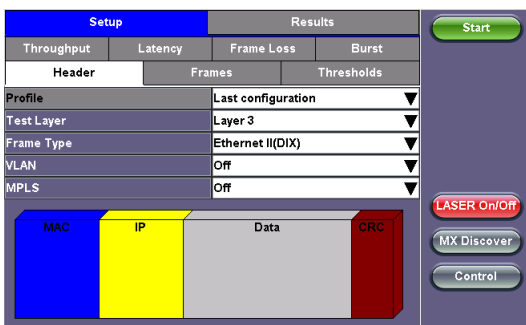 Setup Results
Start
Throughput Latency Frame Loss Burst
Header Frames Thresholds
Profile Last configuration
Test Layer Layer 3
Frame Type Ethernet II(DIX)
VLAN Off
MPLS Off
LASER On/Off
MAC IP Data CRC
MX Discover
Control